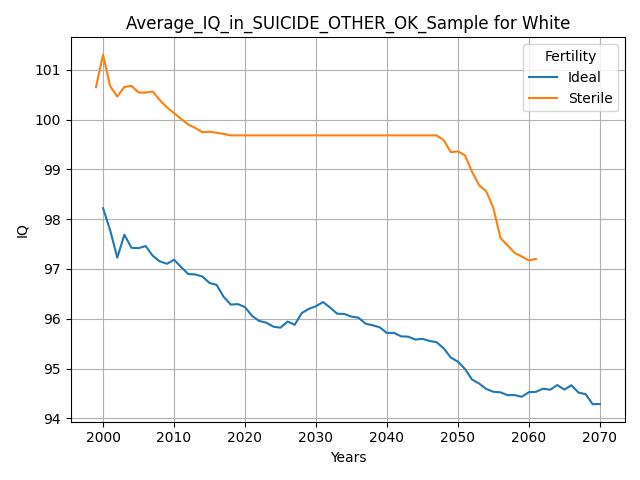 Average_IQ_in_SUICIDE_OTHER_OK_Sample for White
Fertility
Ideal
Sterile
IQ
101
100
99
98
97
96
95
94
2000 2010 2020 2030 2040 2050 2060 2070
Years